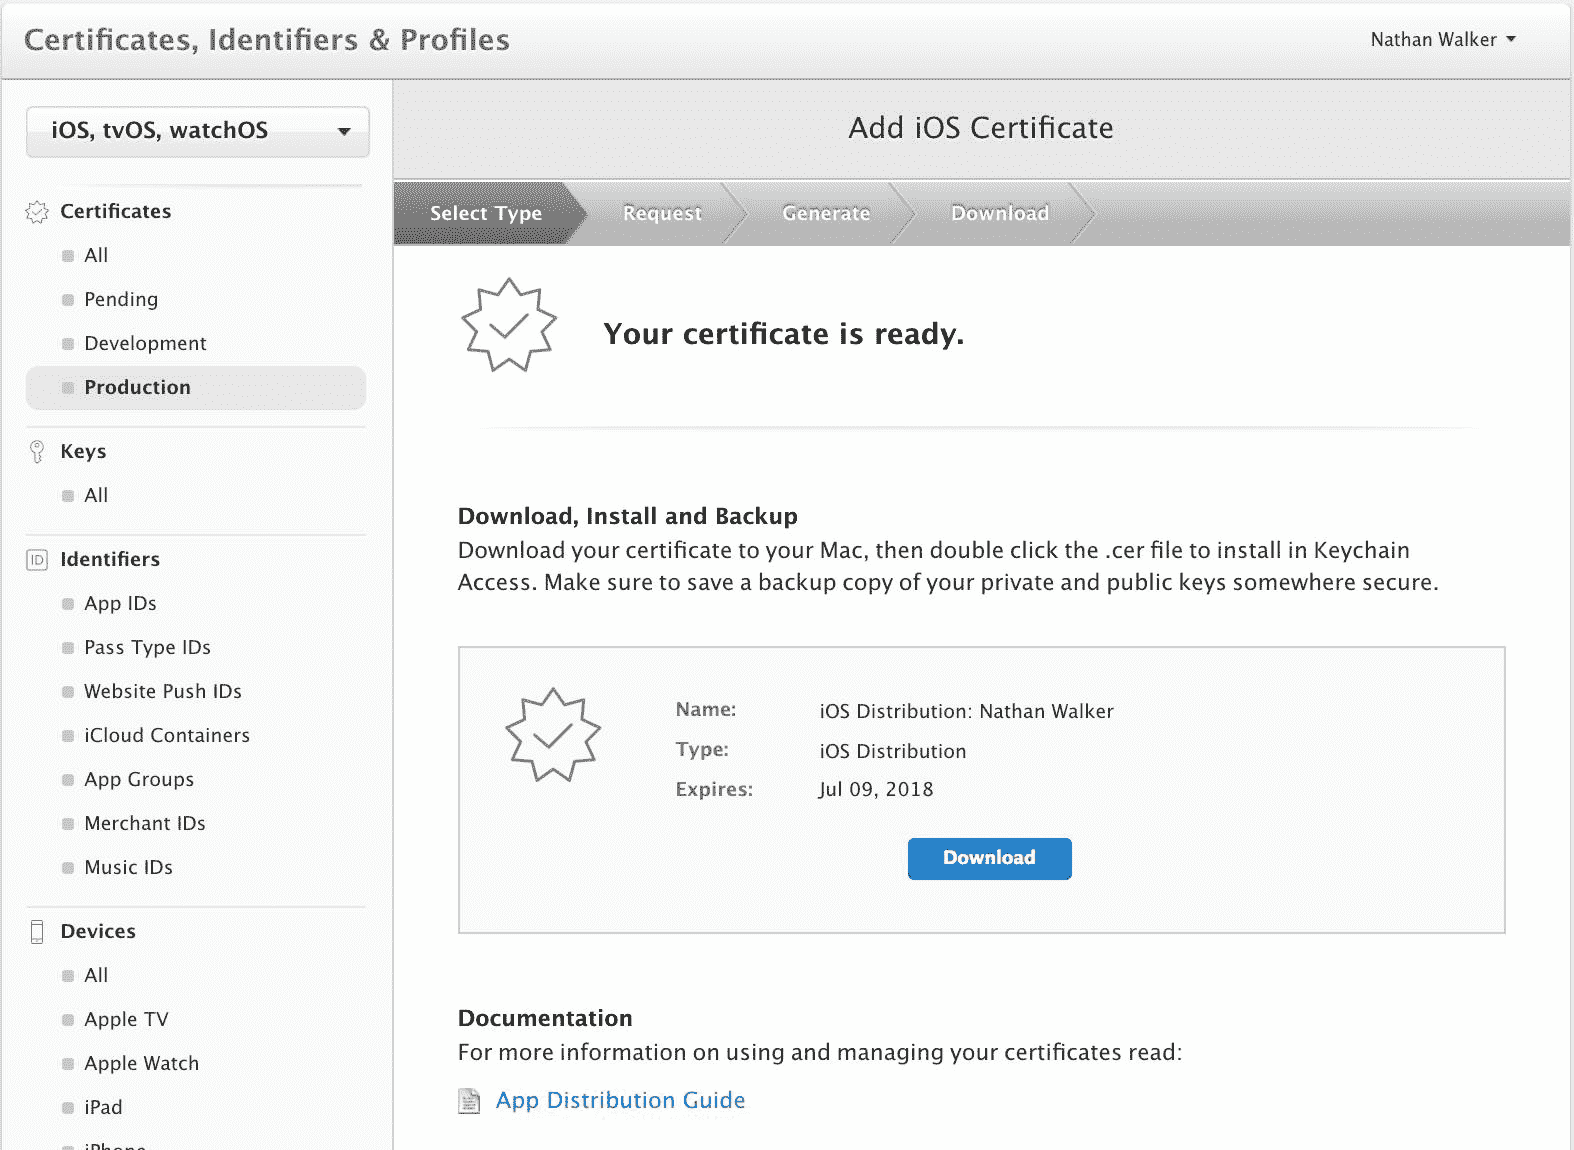 Certificates, Identifiers & Profiles
Nathan Walker
iOS, tvOS, watchOS
Certificates
All
Pending
Development
Production
Keys
All
ID
Identifiers
App IDs
Pass Type IDs
Website Push IDs
iCloud Containers
App Groups
Merchant IDs
Music IDs
Devices
All
Apple TV
Apple Watch
iPad
iPhone
Add iOS Certificate
Select Type
Request
Generate
Download
Your certificate is ready.
Download, Install and Backup
Download your certificate to your Mac, then double click the .cer file to install in Keychain
Access. Make sure to save a backup copy of your private and public keys somewhere secure.
Name: iOS Distribution: Nathan Walker
Type: iOS Distribution
Expires: Jul 09, 2018
Download
Documentation
For more information on using and managing your certificates read:
App Distribution Guide